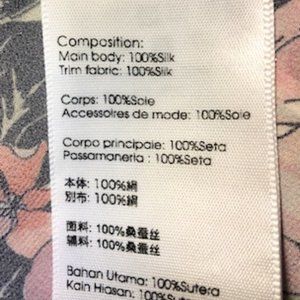 Composition:
Main body: 100%Silk
Trim fabric: 100%Silk
Corps: 100%Soie
Accessoires de mode: 100%Soie
Corpo principale: 100%Seta
Passamaneria : 100%Seta
本体: 100%絹
別布: 100%絹
面料: 100%桑蚕丝
辅料: 100%桑蚕丝
Bahan Utama: 100%Sutera
Kain Hiasan: 100%Sutera